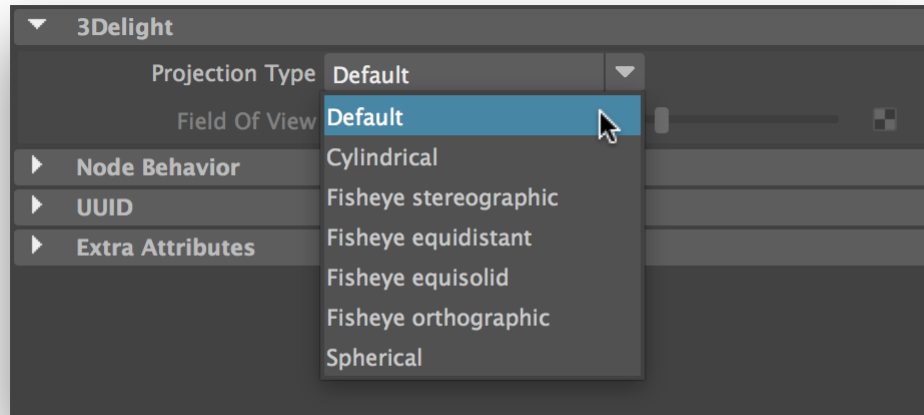 3Delight
Projection Type Default
Field Of View
Default
Cylindrical
Fisheye stereographic
Fisheye equidistant
Fisheye equisolid
Fisheye orthographic
Spherical
Node Behavior
UUID
Extra Attributes